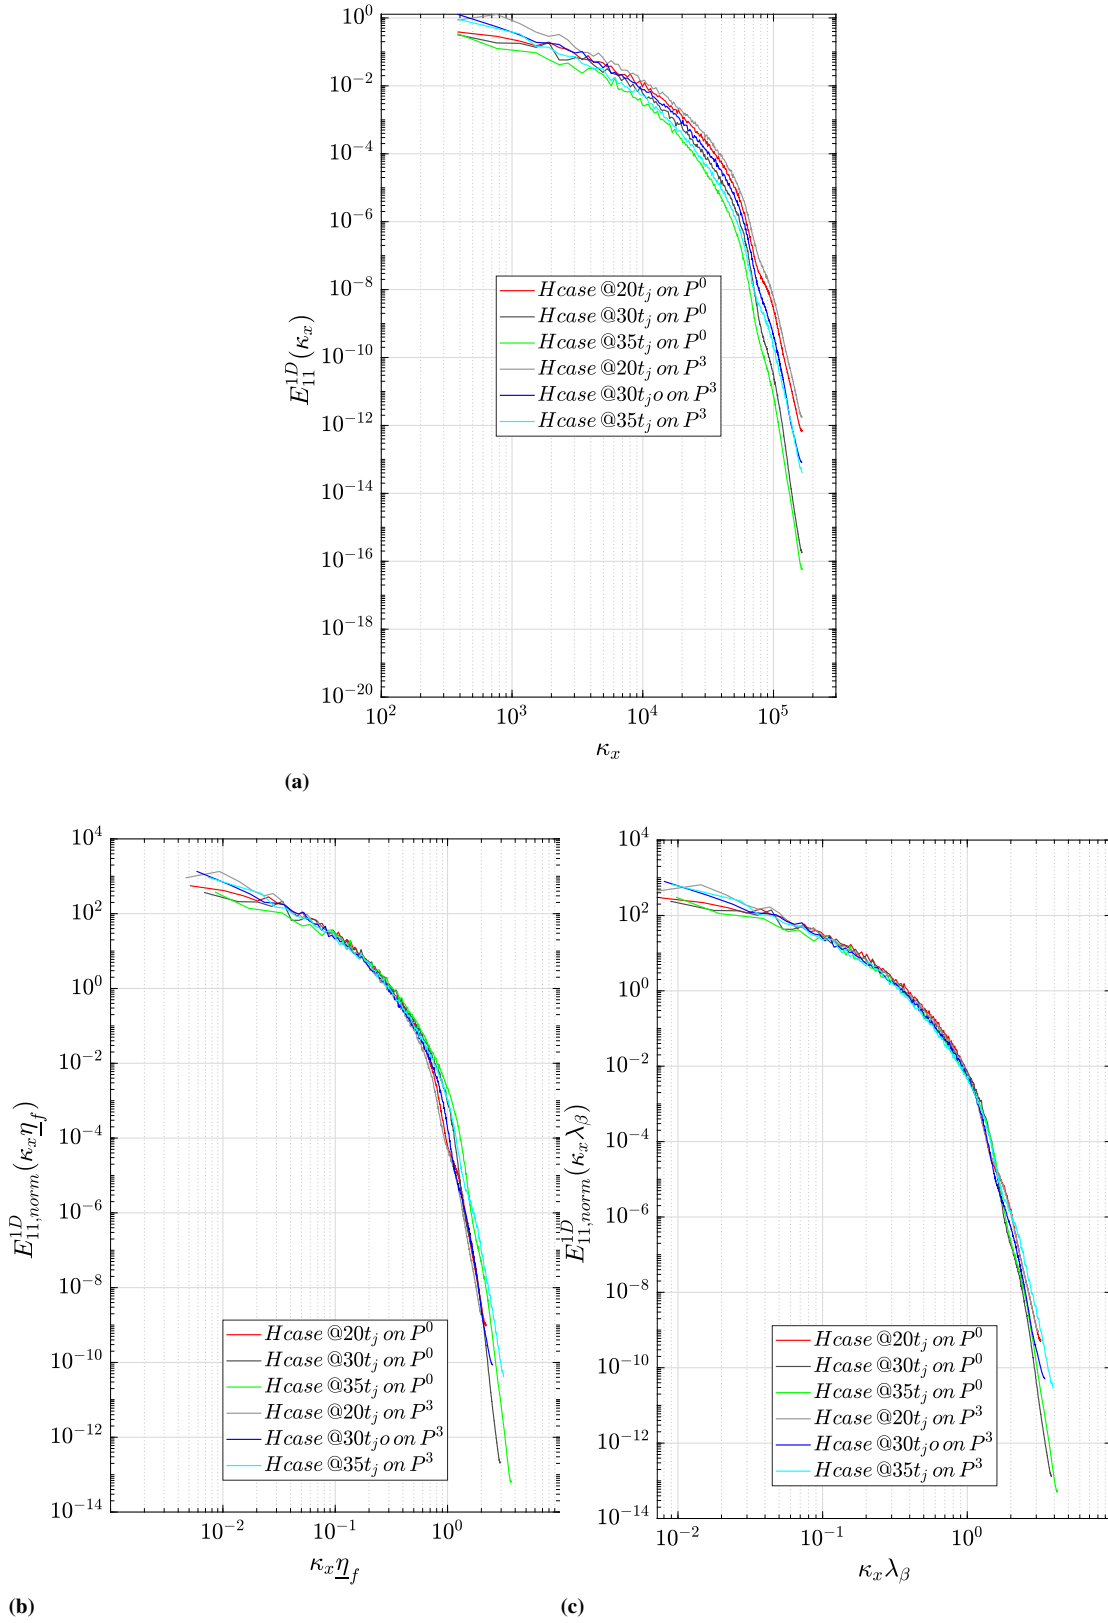 10^0
10^-2
10^-4
10^-6
10^-8
10^-10
10^-12
10^-14
10^-16
10^-18
10^-20
E_{11}^{1D}(κ_x)
Hcase @20t_j on P^0
Hcase @30t_j on P^0
Hcase @35t_j on P^0
Hcase @20t_j on P^3
Hcase @30t_jo on P^3
Hcase @35t_j on P^3
10^2 10^3 10^4 10^5
κ_x
(a)
10^4
10^2
10^0
10^-2
10^-4
10^-6
10^-8
10^-10
10^-12
10^-14
E_{11,norm}^{1D}(κ_x η_f)
Hcase @20t_j on P^0
Hcase @30t_j on P^0
Hcase @35t_j on P^0
Hcase @20t_j on P^3
Hcase @30t_jo on P^3
Hcase @35t_j on P^3
10^-2 10^-1 10^0
κ_x η_f
(b)
10^4
10^2
10^0
10^-2
10^-4
10^-6
10^-8
10^-10
10^-12
10^-14
E_{11,norm}^{1D}(κ_x λ_β)
Hcase @20t_j on P^0
Hcase @30t_j on P^0
Hcase @35t_j on P^0
Hcase @20t_j on P^3
Hcase @30t_jo on P^3
Hcase @35t_j on P^3
10^-2 10^-1 10^0
κ_x λ_β
(c)